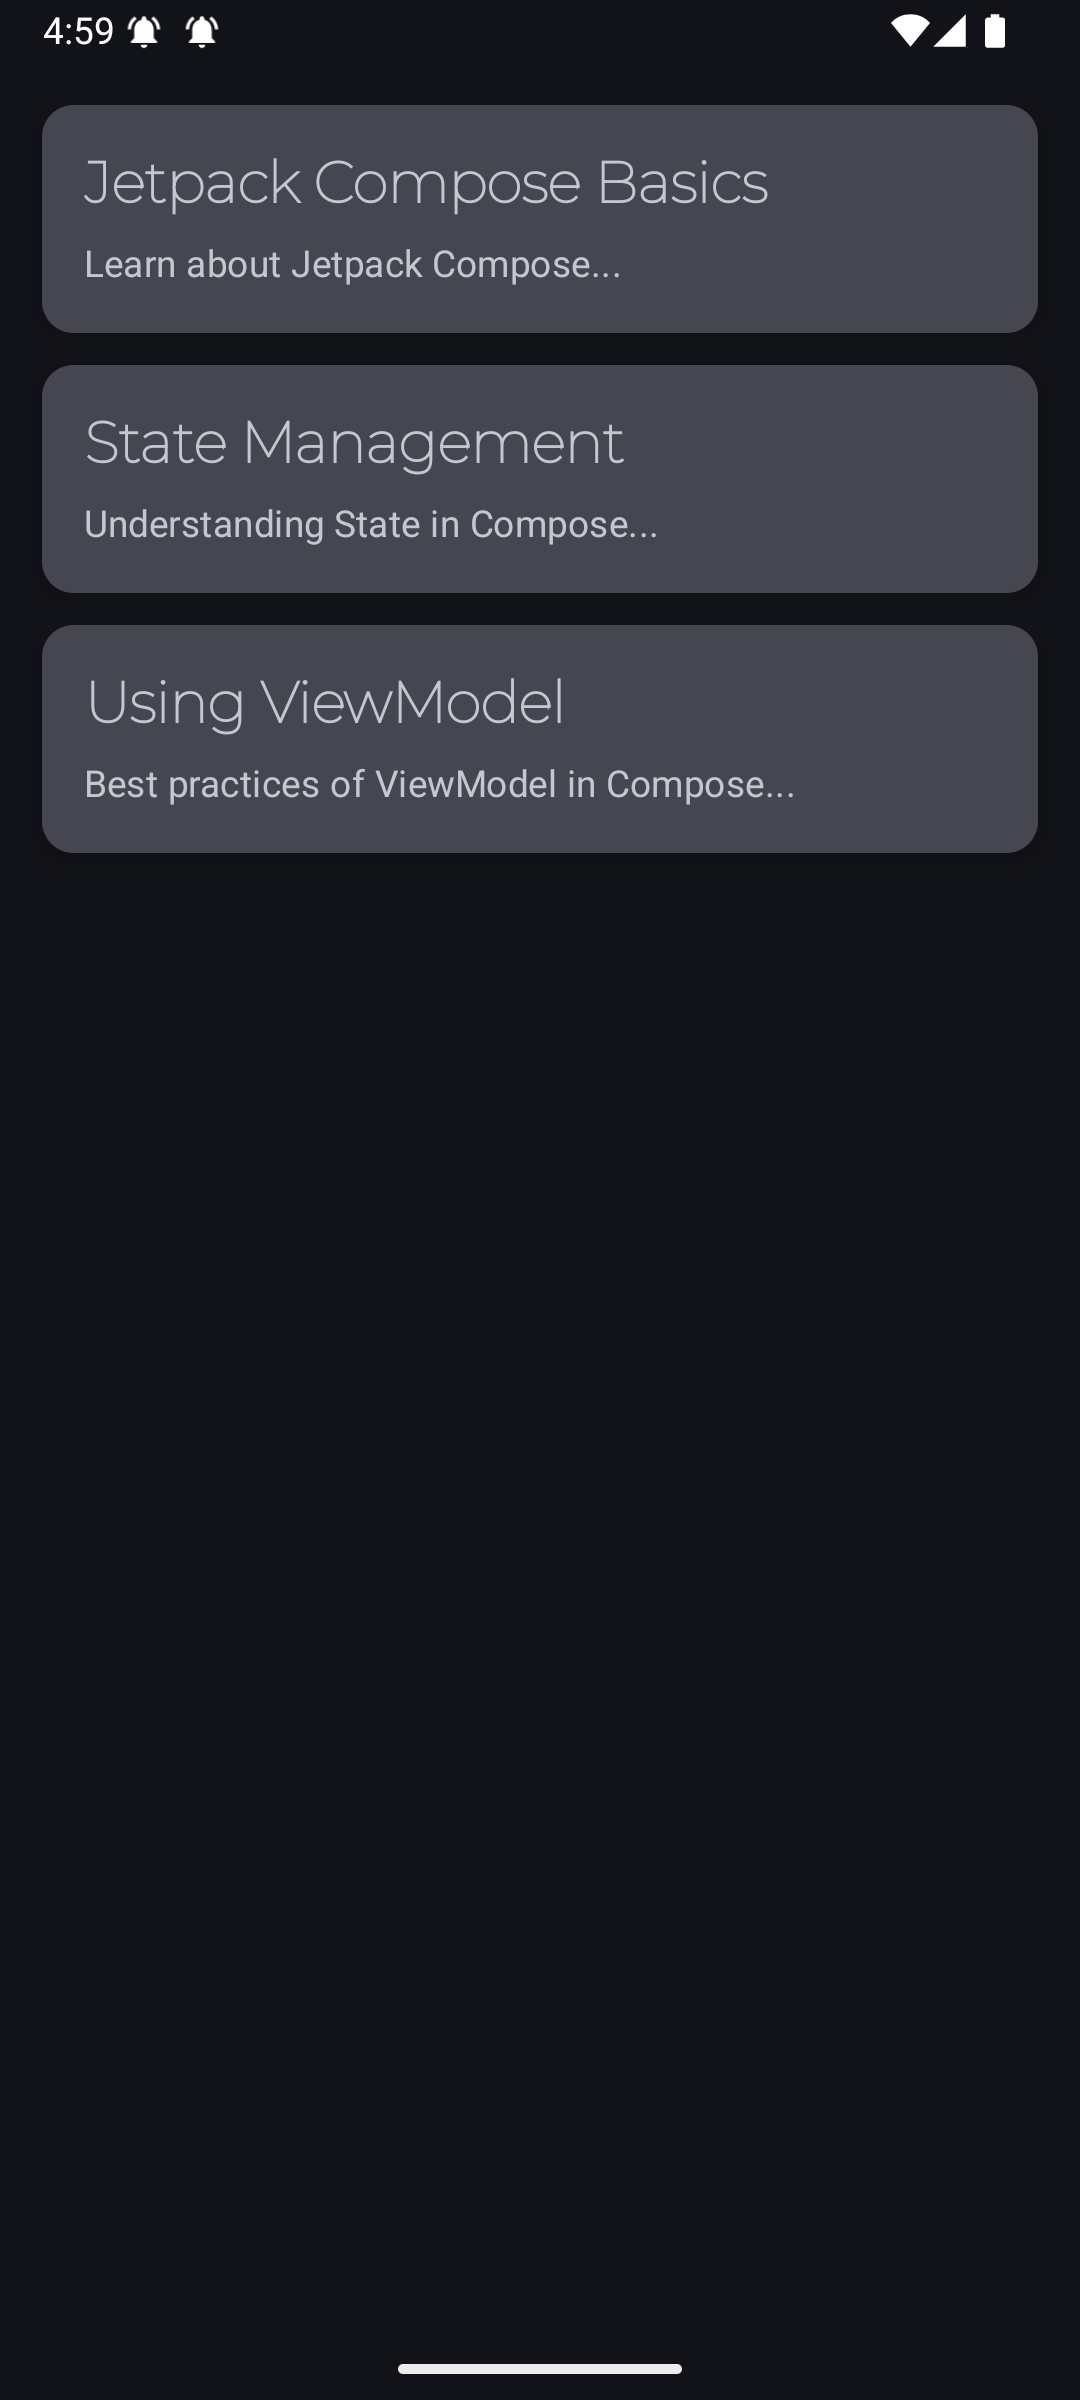 4:59
Jetpack Compose Basics
Learn about Jetpack Compose...
State Management
Understanding State in Compose...
Using ViewModel
Best practices of ViewModel in Compose...